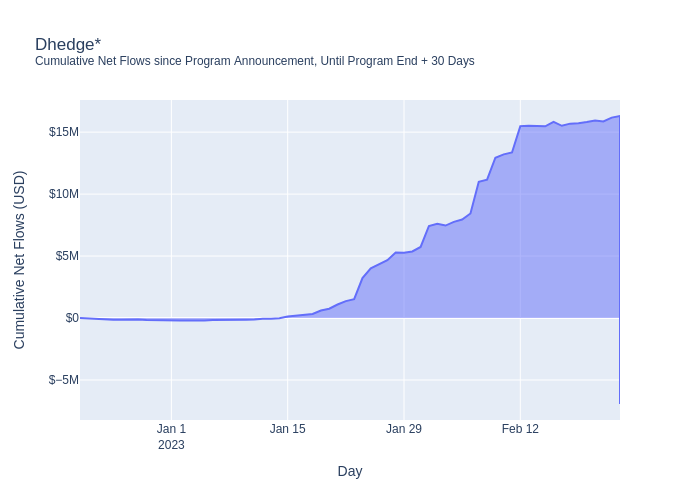 Dhedge*
Cumulative Net Flows since Program Announcement, Until Program End + 30 Days
Cumulative Net Flows (USD)
$15M
$10M
$5M
$0
$−5M
Jan 1
2023
Jan 15
Jan 29
Feb 12
Day